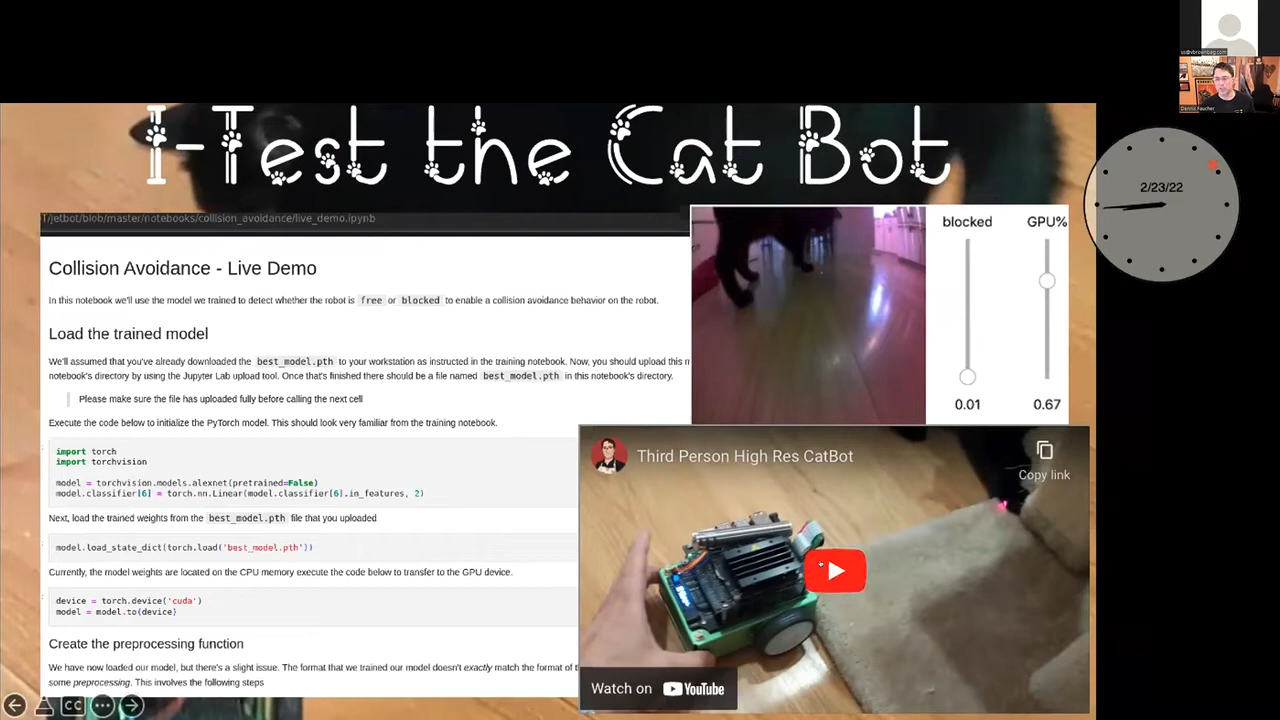 us@vbrownbag.com
Dennis Faucher
I-Test the Cat Bot
2/23/22
T/jetbot/blob/master/notebooks/collision_avoidance/live_demo.ipynb
blocked
GPU%
0.01
0.67
Collision Avoidance - Live Demo
In this notebook we'll use the model we trained to detect whether the robot is free or blocked to enable a collision avoidance behavior on the robot.
Load the trained model
We'll assumed that you've already downloaded the best_model.pth to your workstation as instructed in the training notebook. Now, you should upload this
notebook's directory by using the Jupyter Lab upload tool. Once that's finished there should be a file named best_model.pth in this notebook's directory.
Please make sure the file has uploaded fully before calling the next cell
Execute the code below to initialize the PyTorch model. This should look very familiar from the training notebook.
import torch
import torchvision
model = torchvision.models.alexnet(pretrained=False)
model.classifier[6] = torch.nn.Linear(model.classifier[6].in_features, 2)
Next, load the trained weights from the best_model.pth file that you uploaded
model.load_state_dict(torch.load('best_model.pth'))
Currently, the model weights are located on the CPU memory execute the code below to transfer to the GPU device.
device = torch.device('cuda')
model = model.to(device)
Create the preprocessing function
We have now loaded our model, but there's a slight issue. The format that we trained our model doesn't exactly match the format of
some preprocessing. This involves the following steps
Third Person High Res CatBot
Copy link
Watch on YouTube
CC